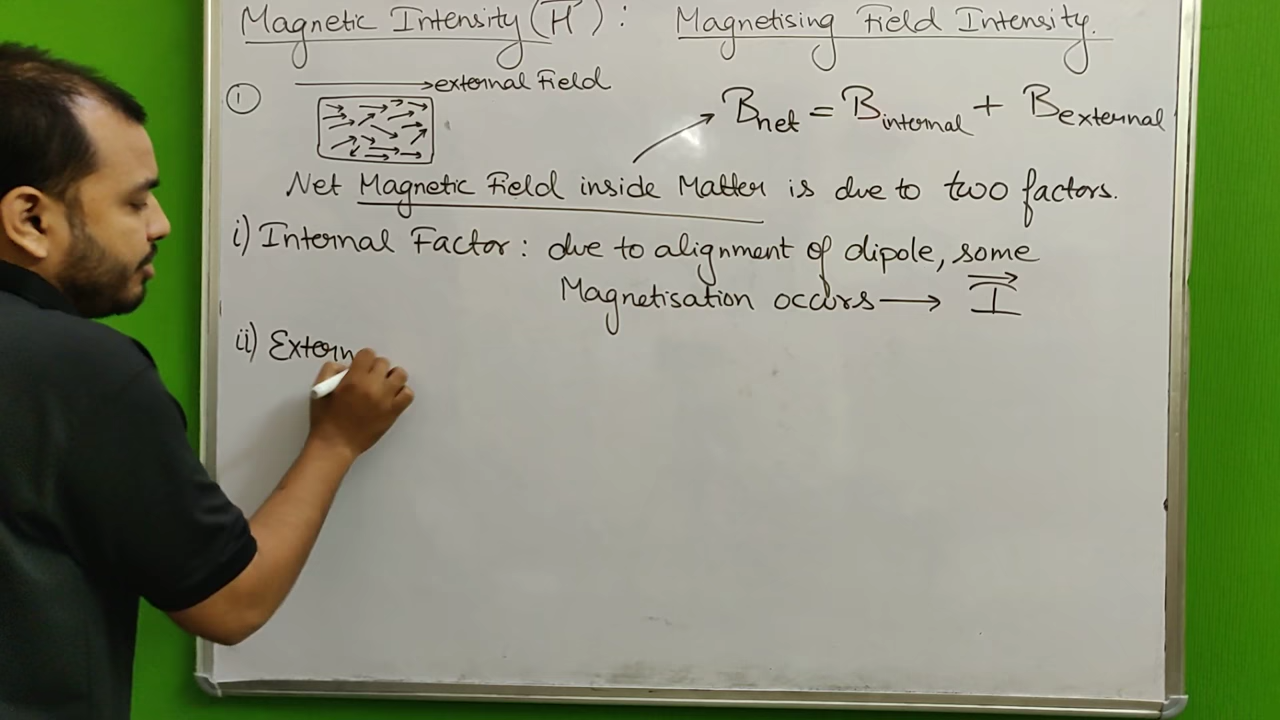 Magnetic Intensity (H) : Magnetising Field Intensity.
① external Field
Bnet = Binternal + Bexternal
Net Magnetic Field inside Matter is due to two factors.
i) Internal Factor : due to alignment of dipole, some
Magnetisation occurs → I
ii) Extern